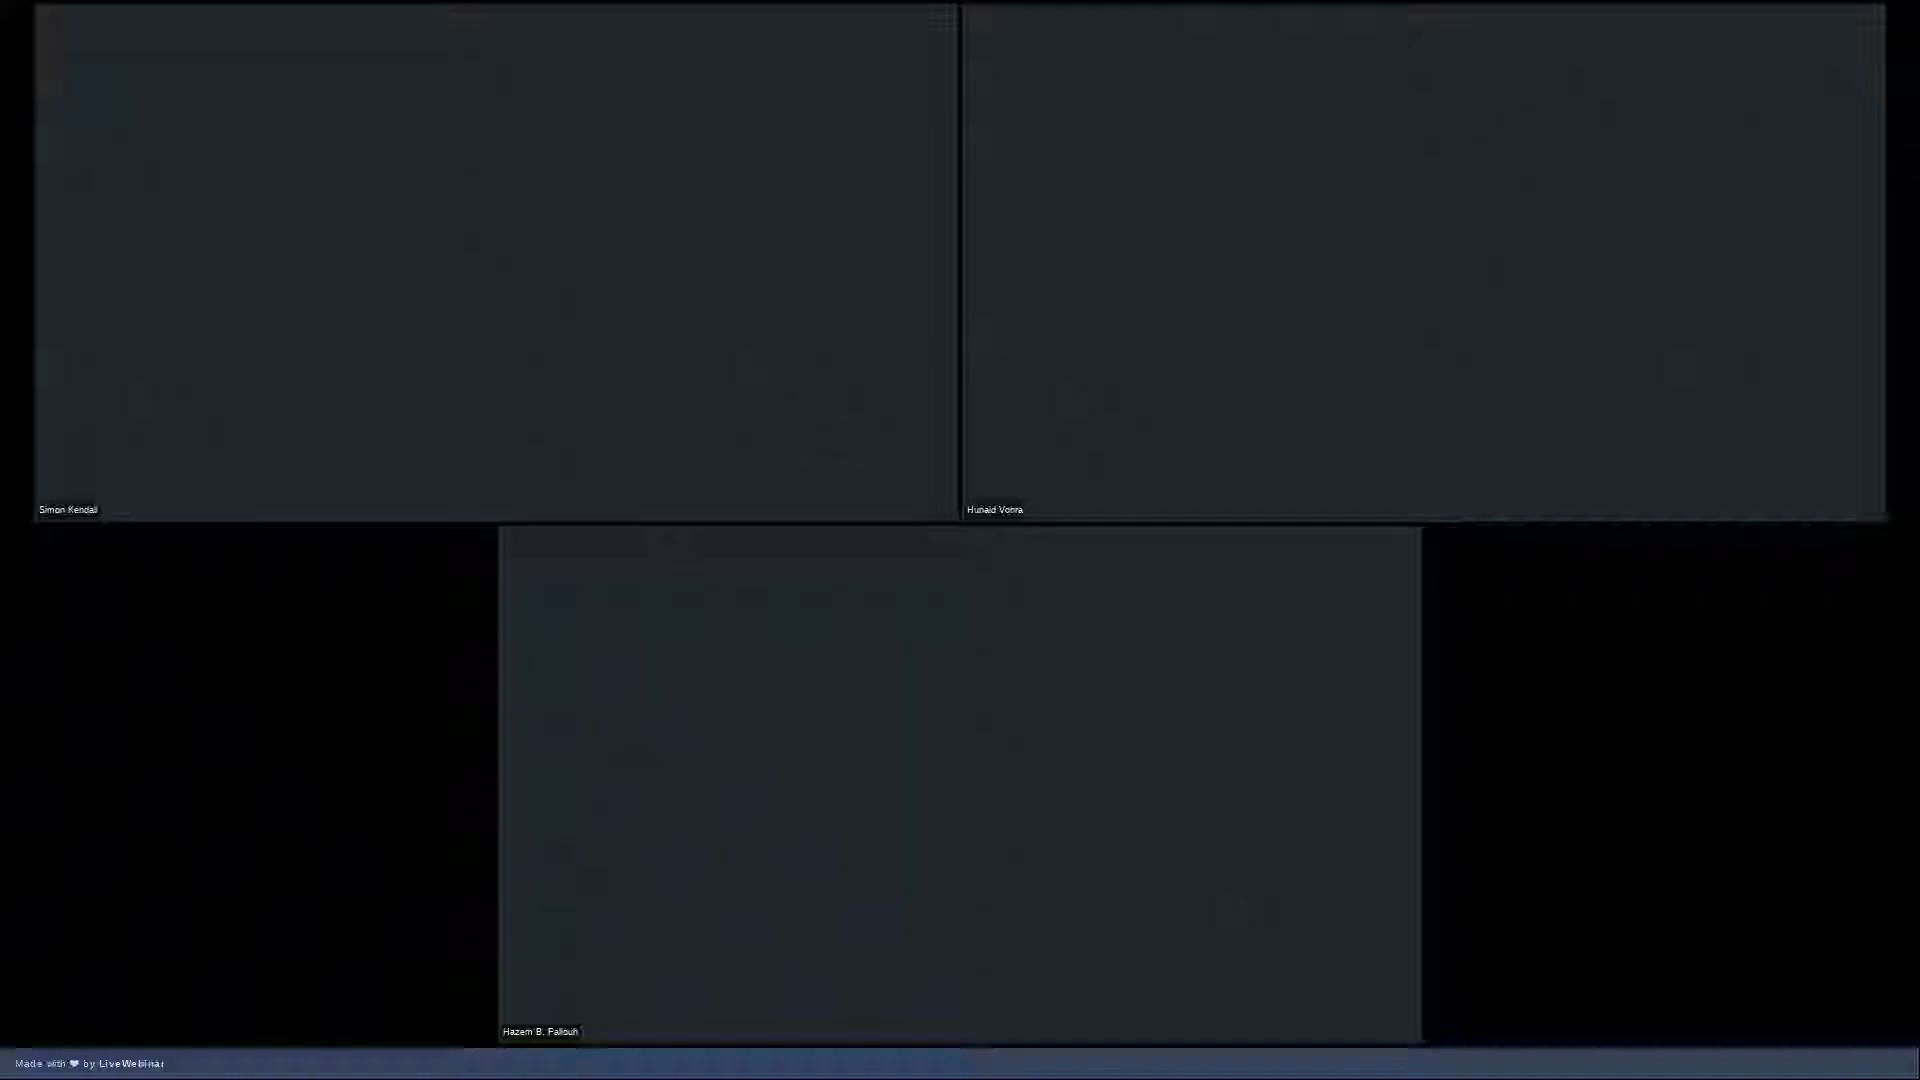 Simon Kendall
Hunaid Vohra
Hazem B. Fallouh
Made with ❤ by LiveWebinar